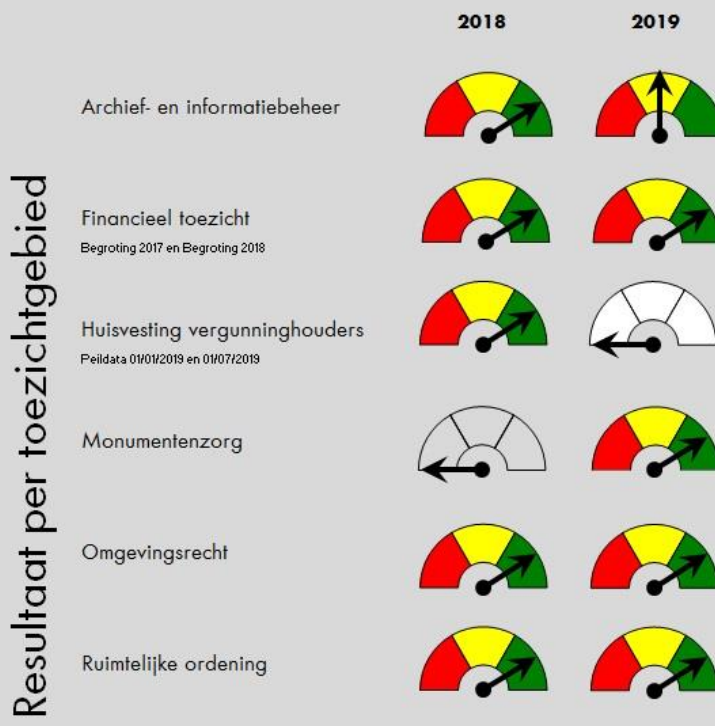 2018 2019
Resultaat per toezichtgebied
Archief- en informatiebeheer
Financieel toezicht
Begroting 2017 en Begroting 2018
Huisvesting vergunninghouders
Peildata 01/01/2019 en 01/07/2019
Monumentenzorg
Omgevingsrecht
Ruimtelijke ordening